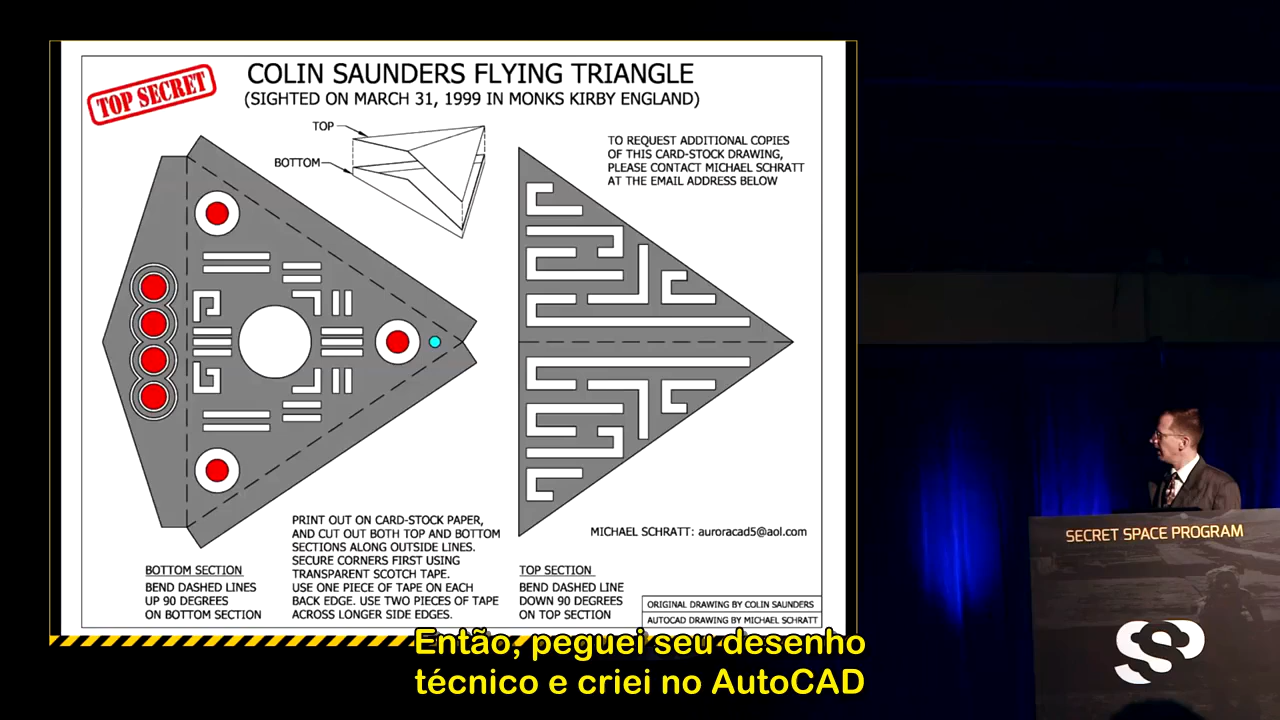 TOP SECRET
COLIN SAUNDERS FLYING TRIANGLE
(SIGHTED ON MARCH 31, 1999 IN MONKS KIRBY ENGLAND)
TOP
BOTTOM
TO REQUEST ADDITIONAL COPIES
OF THIS CARD-STOCK DRAWING,
PLEASE CONTACT MICHAEL SCHRATT
AT THE EMAIL ADDRESS BELOW
PRINT OUT ON CARD-STOCK PAPER,
AND CUT OUT BOTH TOP AND BOTTOM
SECTIONS ALONG OUTSIDE LINES.
SECURE CORNERS FIRST USING
TRANSPARENT SCOTCH TAPE.
USE ONE PIECE OF TAPE ON EACH
BACK EDGE. USE TWO PIECES OF TAPE
ACROSS LONGER SIDE EDGES.
MICHAEL SCHRATT: auroracad5@aol.com
BOTTOM SECTION
BEND DASHED LINES
UP 90 DEGREES
ON BOTTOM SECTION
TOP SECTION
BEND DASHED LINE
DOWN 90 DEGREES
ON TOP SECTION
ORIGINAL DRAWING BY COLIN SAUNDERS
AUTOCAD DRAWING BY MICHAEL SCHRATT
SECRET SPACE PROGRAM
SSP
Então, peguei seu desenho
técnico e criei no AutoCAD